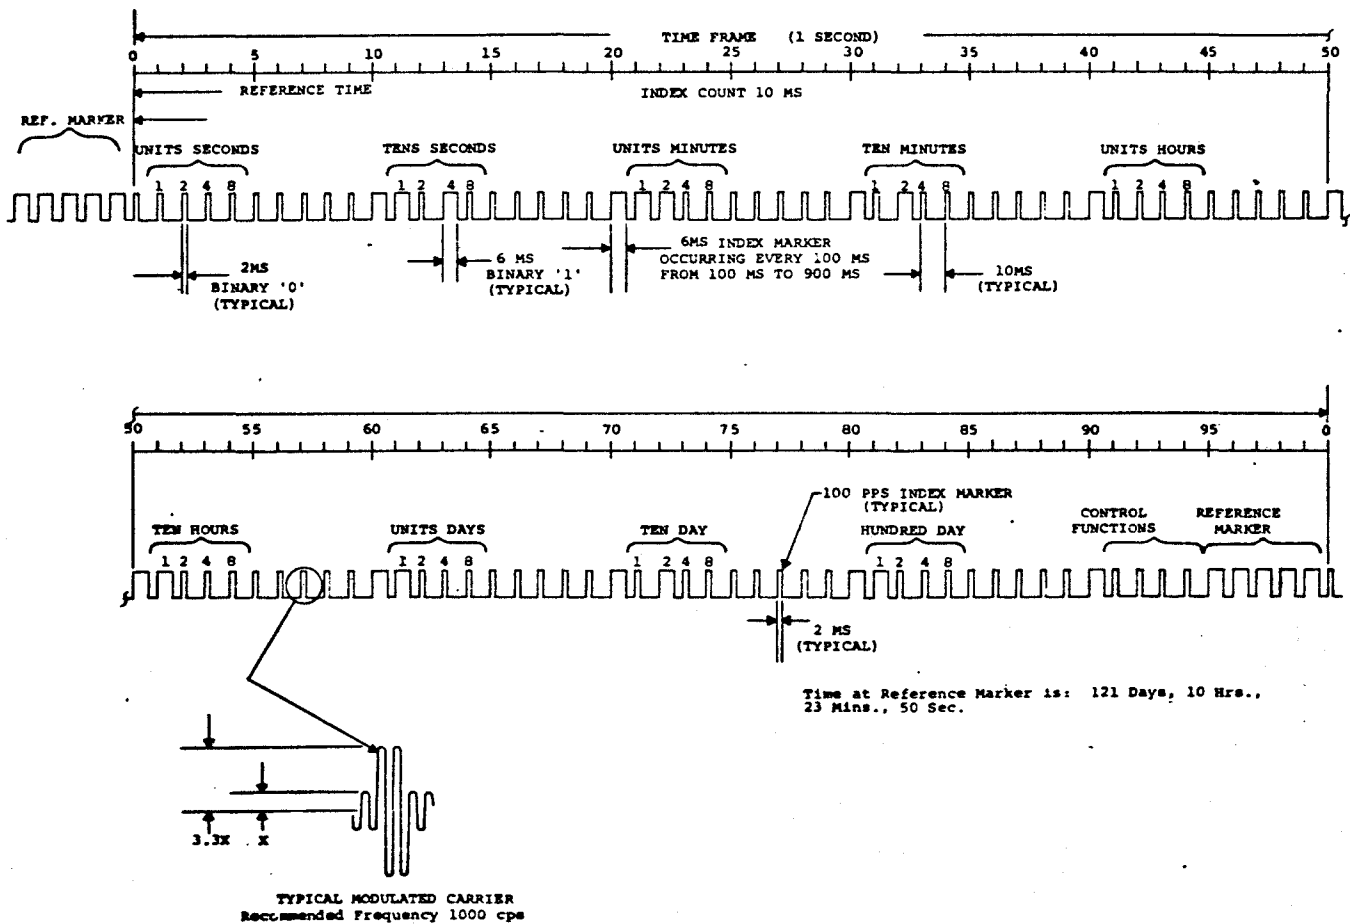 TIME FRAME (1 SECOND)
0 5 10 15 20 25 30 35 40 45 50
REFERENCE TIME
INDEX COUNT 10 MS
REF. MARKER
UNITS SECONDS
TENS SECONDS
UNITS MINUTES
TEN MINUTES
UNITS HOURS
1 2 4 8
1 2 4 8
1 2 4 8
1 2 4 8
1 2 4 8
2MS
BINARY '0'
(TYPICAL)
6 MS
BINARY '1'
(TYPICAL)
6MS INDEX MARKER
OCCURRING EVERY 100 MS
FROM 100 MS TO 900 MS
10MS
(TYPICAL)
50 55 60 65 70 75 80 85 90 95 0
100 PPS INDEX MARKER
(TYPICAL)
TEN HOURS
UNITS DAYS
TEN DAY
HUNDRED DAY
CONTROL
FUNCTIONS
REFERENCE
MARKER
1 2 4 8
1 2 4 8
1 2 4 8
1 2 4 8
2 MS
(TYPICAL)
Time at Reference Marker is: 121 Days, 10 Hrs.,
23 Mins., 50 Sec.
3.3X X
TYPICAL MODULATED CARRIER
Recommended Frequency 1000 cps